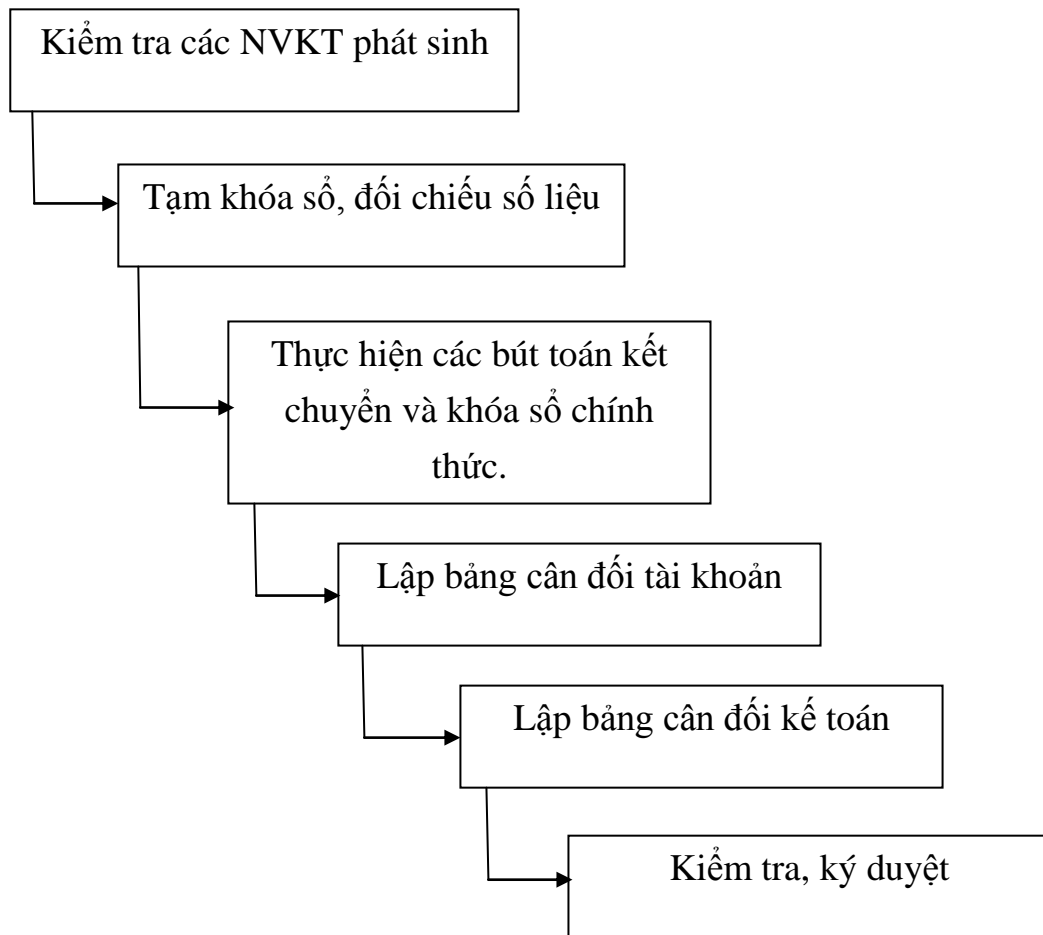 Kiểm tra các NVKT phát sinh
Tạm khóa sổ, đối chiếu số liệu
Thực hiện các bút toán kết
chuyển và khóa sổ chính
thức.
Lập bảng cân đối tài khoản
Lập bảng cân đối kế toán
Kiểm tra, ký duyệt